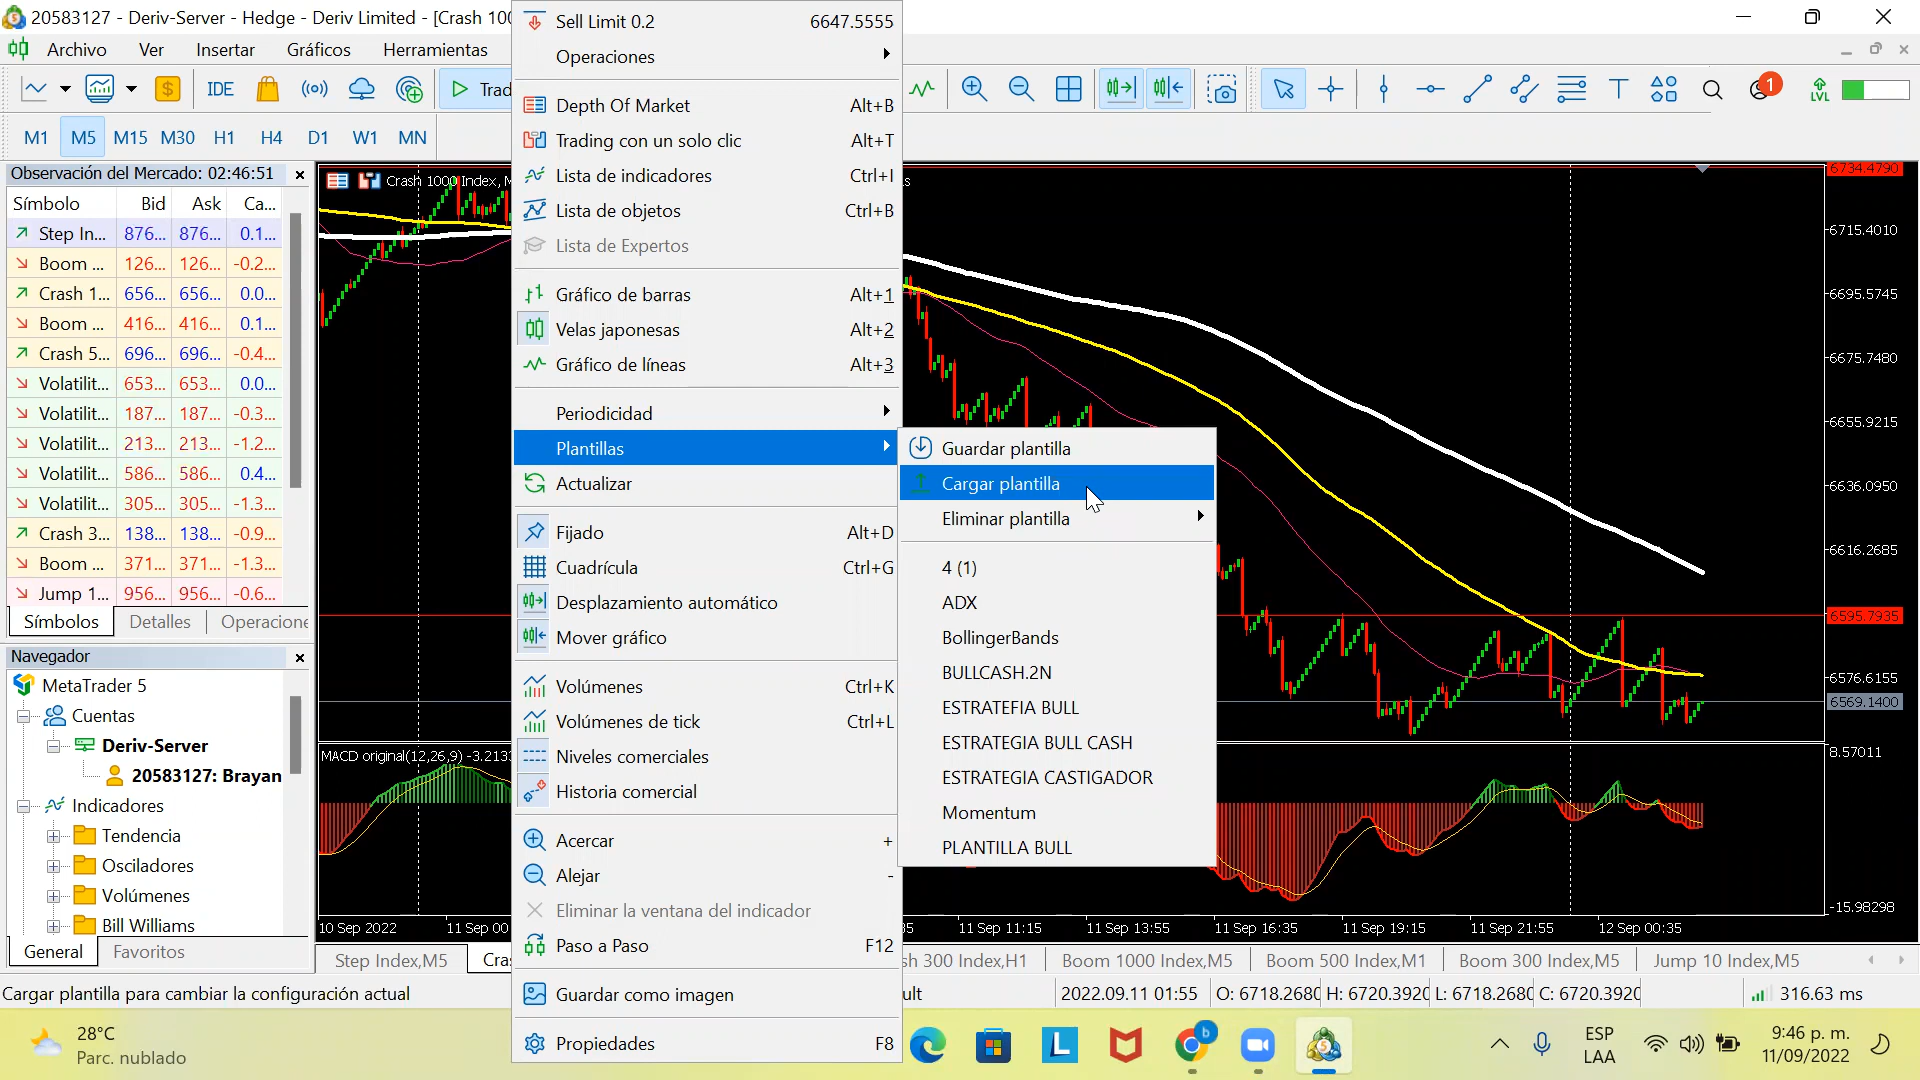 20583127 - Deriv-Server - Hedge - Deriv Limited - [Crash 100
Archivo Ver Insertar Gráficos Herramientas
IDE Trad 1 LVL
M1 M5 M15 M30 H1 H4 D1 W1 MN
Observación del Mercado: 02:46:51
Símbolo Bid Ask Ca...
Step In... 876... 876... 0.1...
Boom ... 126... 126... -0.2...
Crash 1... 656... 656... 0.0...
Boom ... 416... 416... 0.1...
Crash 5... 696... 696... -0.4...
Volatilit... 653... 653... 0.0...
Volatilit... 187... 187... -0.3...
Volatilit... 213... 213... -1.2...
Volatilit... 586... 586... 0.4...
Volatilit... 305... 305... -1.3...
Crash 3... 138... 138... -0.9...
Boom ... 371... 371... -1.3...
Jump 1... 956... 956... -0.6...
Símbolos Detalles Operacione
Navegador
MetaTrader 5
Cuentas
Deriv-Server
20583127: Brayan
Indicadores
Tendencia
Osciladores
Volúmenes
Bill Williams
General Favoritos
Sell Limit 0.2 6647.5555
Operaciones
Depth Of Market Alt+B
Trading con un solo clic Alt+T
Lista de indicadores Ctrl+I
Lista de objetos Ctrl+B
Lista de Expertos
Gráfico de barras Alt+1
Velas japonesas Alt+2
Gráfico de líneas Alt+3
Periodicidad
Plantillas
Actualizar
Fijado Alt+D
Cuadrícula Ctrl+G
Desplazamiento automático
Mover gráfico
Volúmenes Ctrl+K
Volúmenes de tick Ctrl+L
Niveles comerciales
Historia comercial
Acercar +
Alejar -
Eliminar la ventana del indicador
Paso a Paso F12
Guardar como imagen
Propiedades F8
Guardar plantilla
Cargar plantilla
Eliminar plantilla
4 (1)
ADX
BollingerBands
BULLCASH.2N
ESTRATEFIA BULL
ESTRATEGIA BULL CASH
ESTRATEGIA CASTIGADOR
Momentum
PLANTILLA BULL
Crash 1000 Index, M
s
6734.4790
6715.4010
6695.5745
6675.7480
6655.9215
6636.0950
6616.2685
6595.7935
6576.6155
6569.1400
MACD original(12,26,9) -3.2133
8.57011
-15.98298
10 Sep 2022 11 Sep 00 35 11 Sep 11:15 11 Sep 13:55 11 Sep 16:35 11 Sep 19:15 11 Sep 21:55 12 Sep 00:35
Step Index,M5 Cras sh 300 Index,H1 Boom 1000 Index,M5 Boom 500 Index,M1 Boom 300 Index,M5 Jump 10 Index,M5
Cargar plantilla para cambiar la configuración actual ult 2022.09.11 01:55 O: 6718.2680 H: 6720.3920 L: 6718.2680 C: 6720.3920 316.63 ms
28°C
Parc. nublado
L b
ESP
LAA
9:46 p. m.
11/09/2022